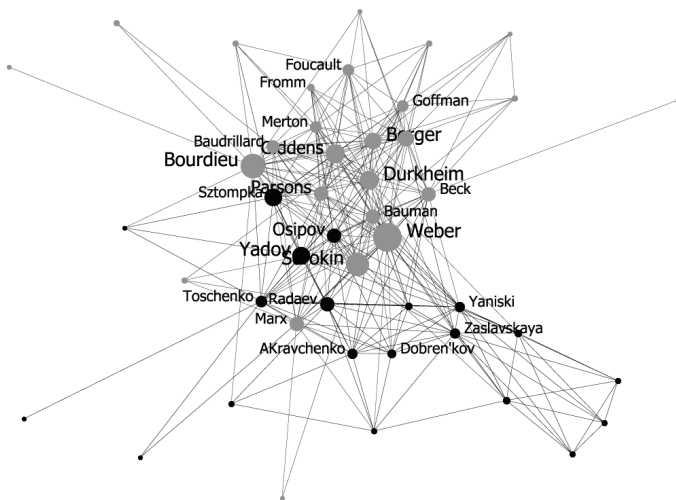 Foucault
Fromm
Goffman
Merton
Berger
Baudrillard
Giddens
Bourdieu
Durkheim
Parsons
Sztompka
Beck
Bauman
Osipov
Weber
Yadov
Sorokin
Toschenko
Radaev
Yaniski
Marx
Zaslavskaya
AKravchenko
Dobren'kov